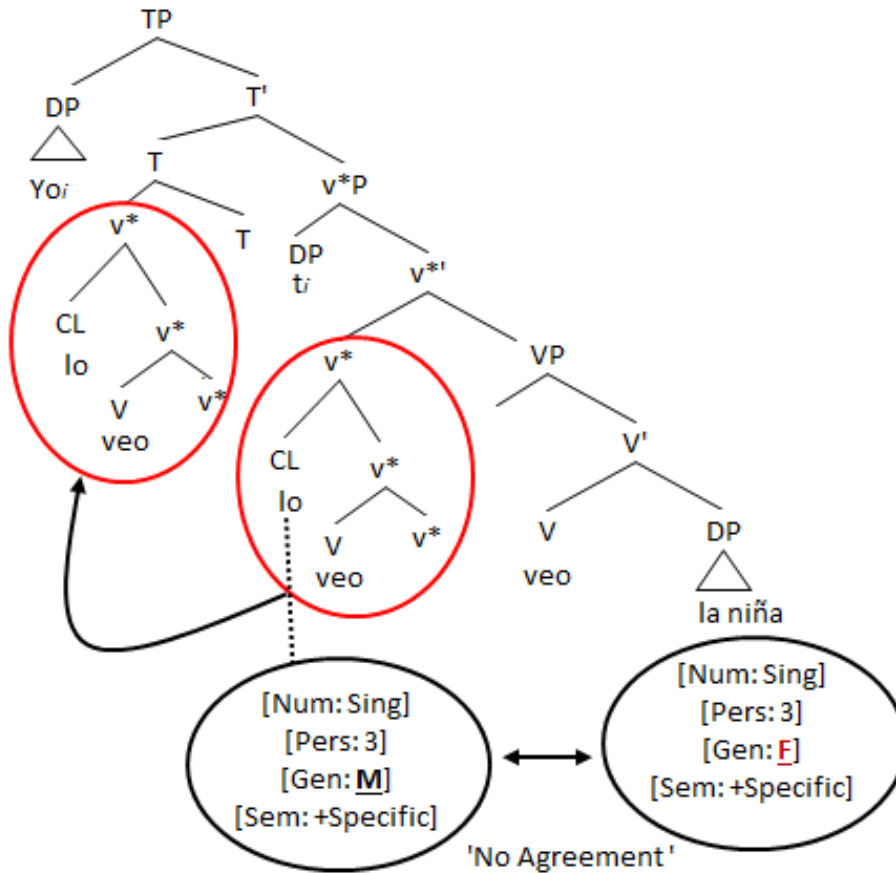 TP
DP T'
Yoi T v*P
v* T DP v*'
ti
CL v* v* VP
lo
V v* CL v* V'
veo lo
V v* V DP
veo veo la niña
[Num: Sing] [Num: Sing]
[Pers: 3] [Pers: 3]
[Gen: M] [Gen: F]
[Sem: +Specific] [Sem: +Specific]
'No Agreement'